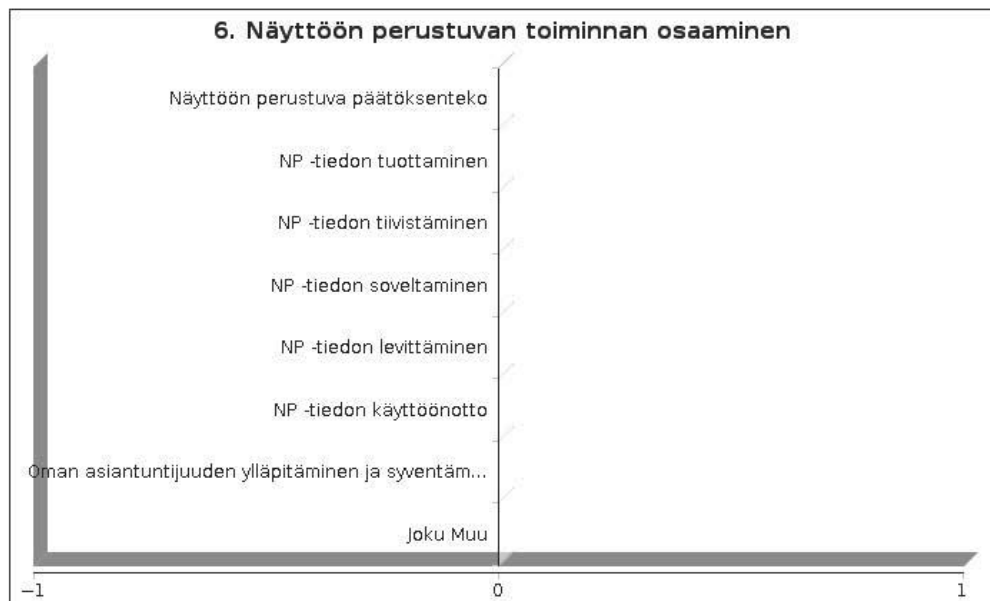 6. Näyttöön perustuvan toiminnan osaaminen
Näyttöön perustuva päätöksenteko
NP -tiedon tuottaminen
NP -tiedon tiivistäminen
NP -tiedon soveltaminen
NP -tiedon levittäminen
NP -tiedon käyttöönotto
Oman asiantuntijuuden ylläpitäminen ja syventäm...
Joku Muu
−1 0 1